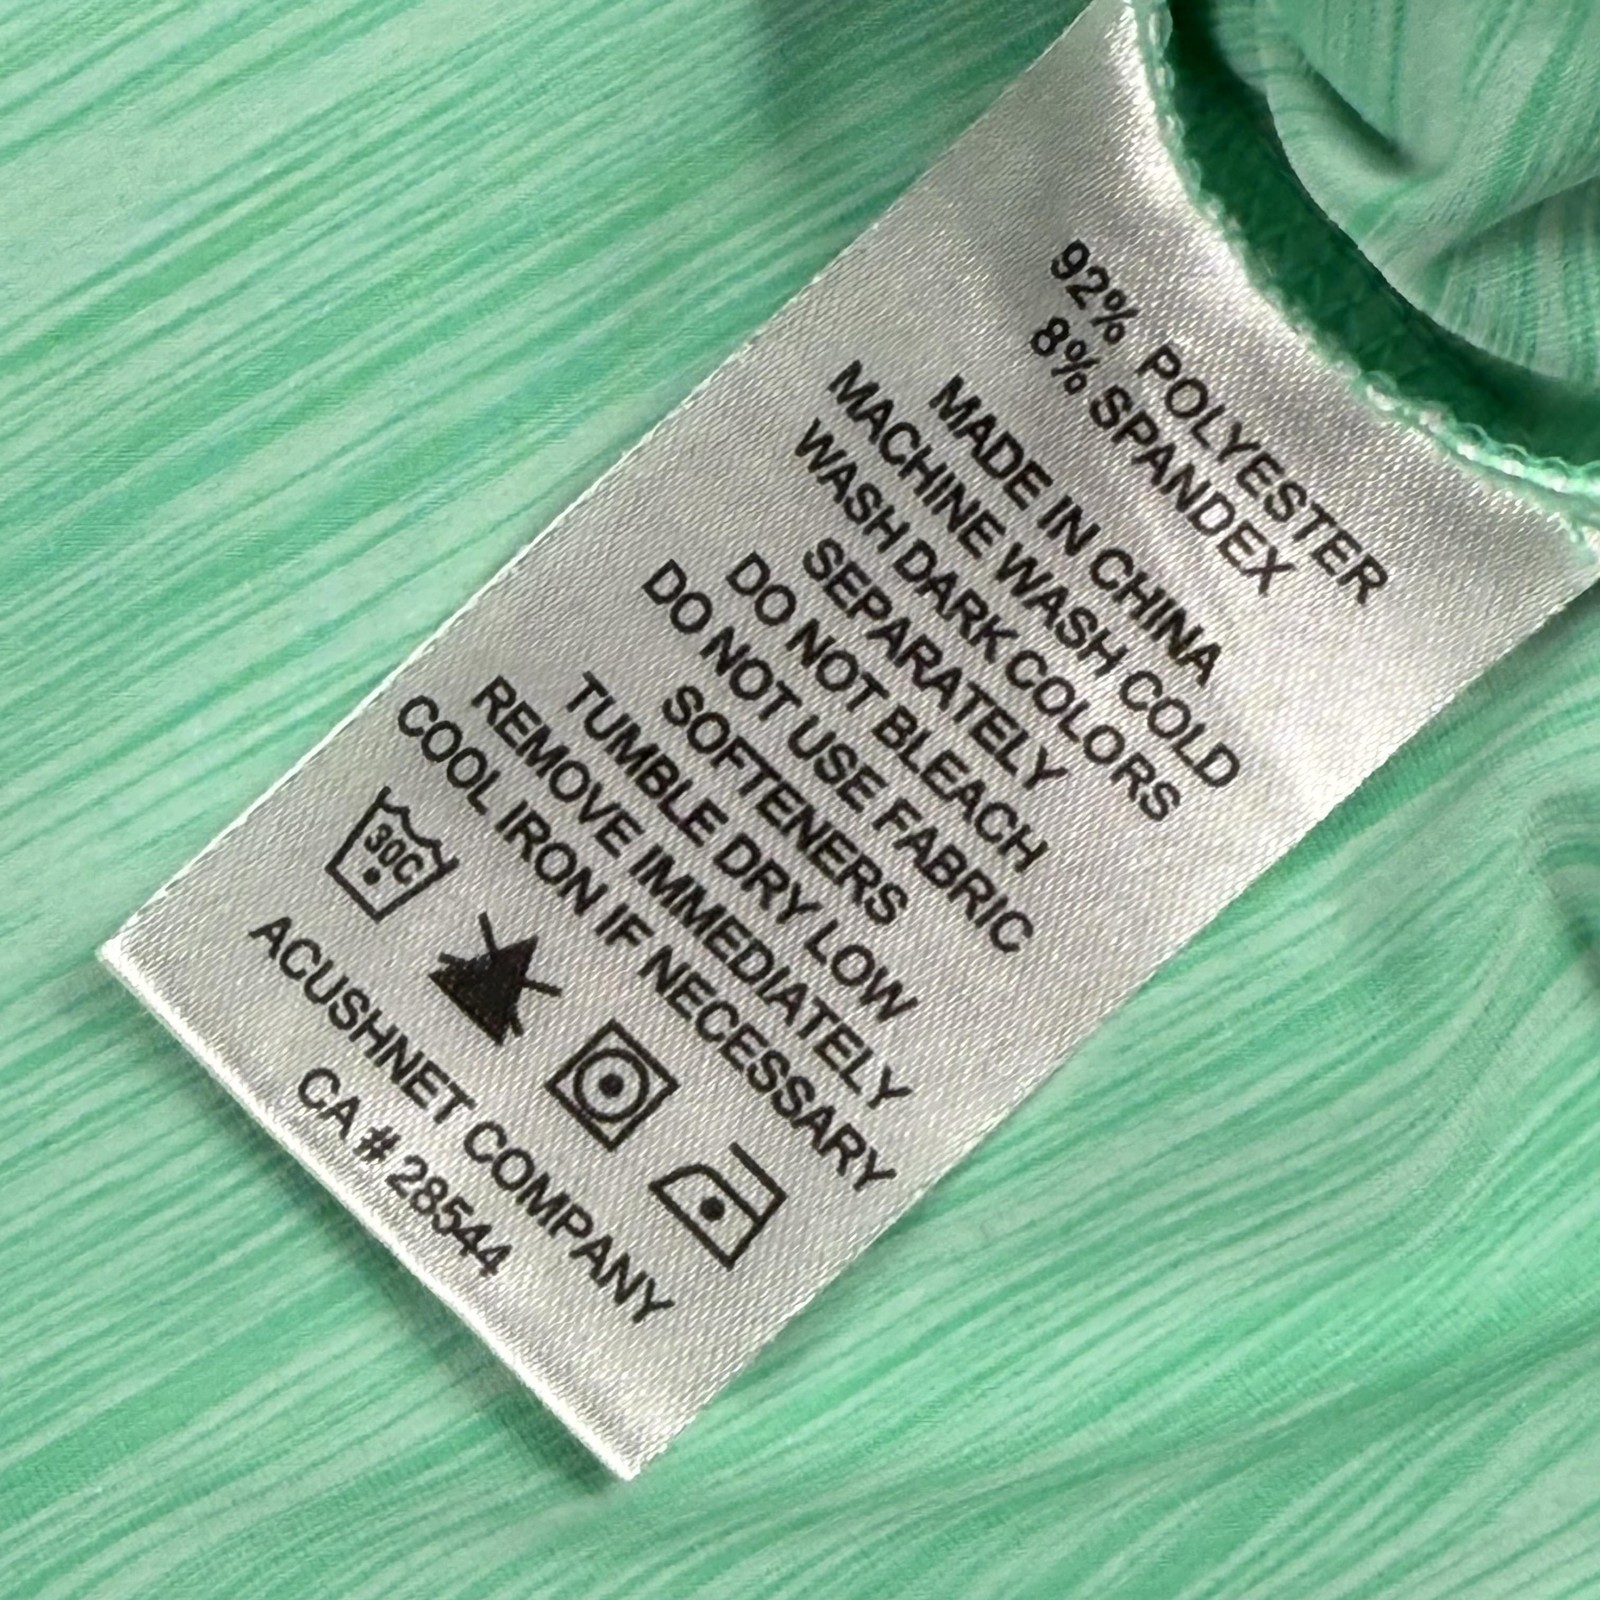 92% POLYESTER
8% SPANDEX
MADE IN CHINA
MACHINE WASH COLD
WASH DARK COLORS
SEPARATELY
DO NOT BLEACH
DO NOT USE FABRIC
SOFTENERS
TUMBLE DRY LOW
REMOVE IMMEDIATELY
COOL IRON IF NECESSARY
30C
ACUSHNET COMPANY
CA # 28544